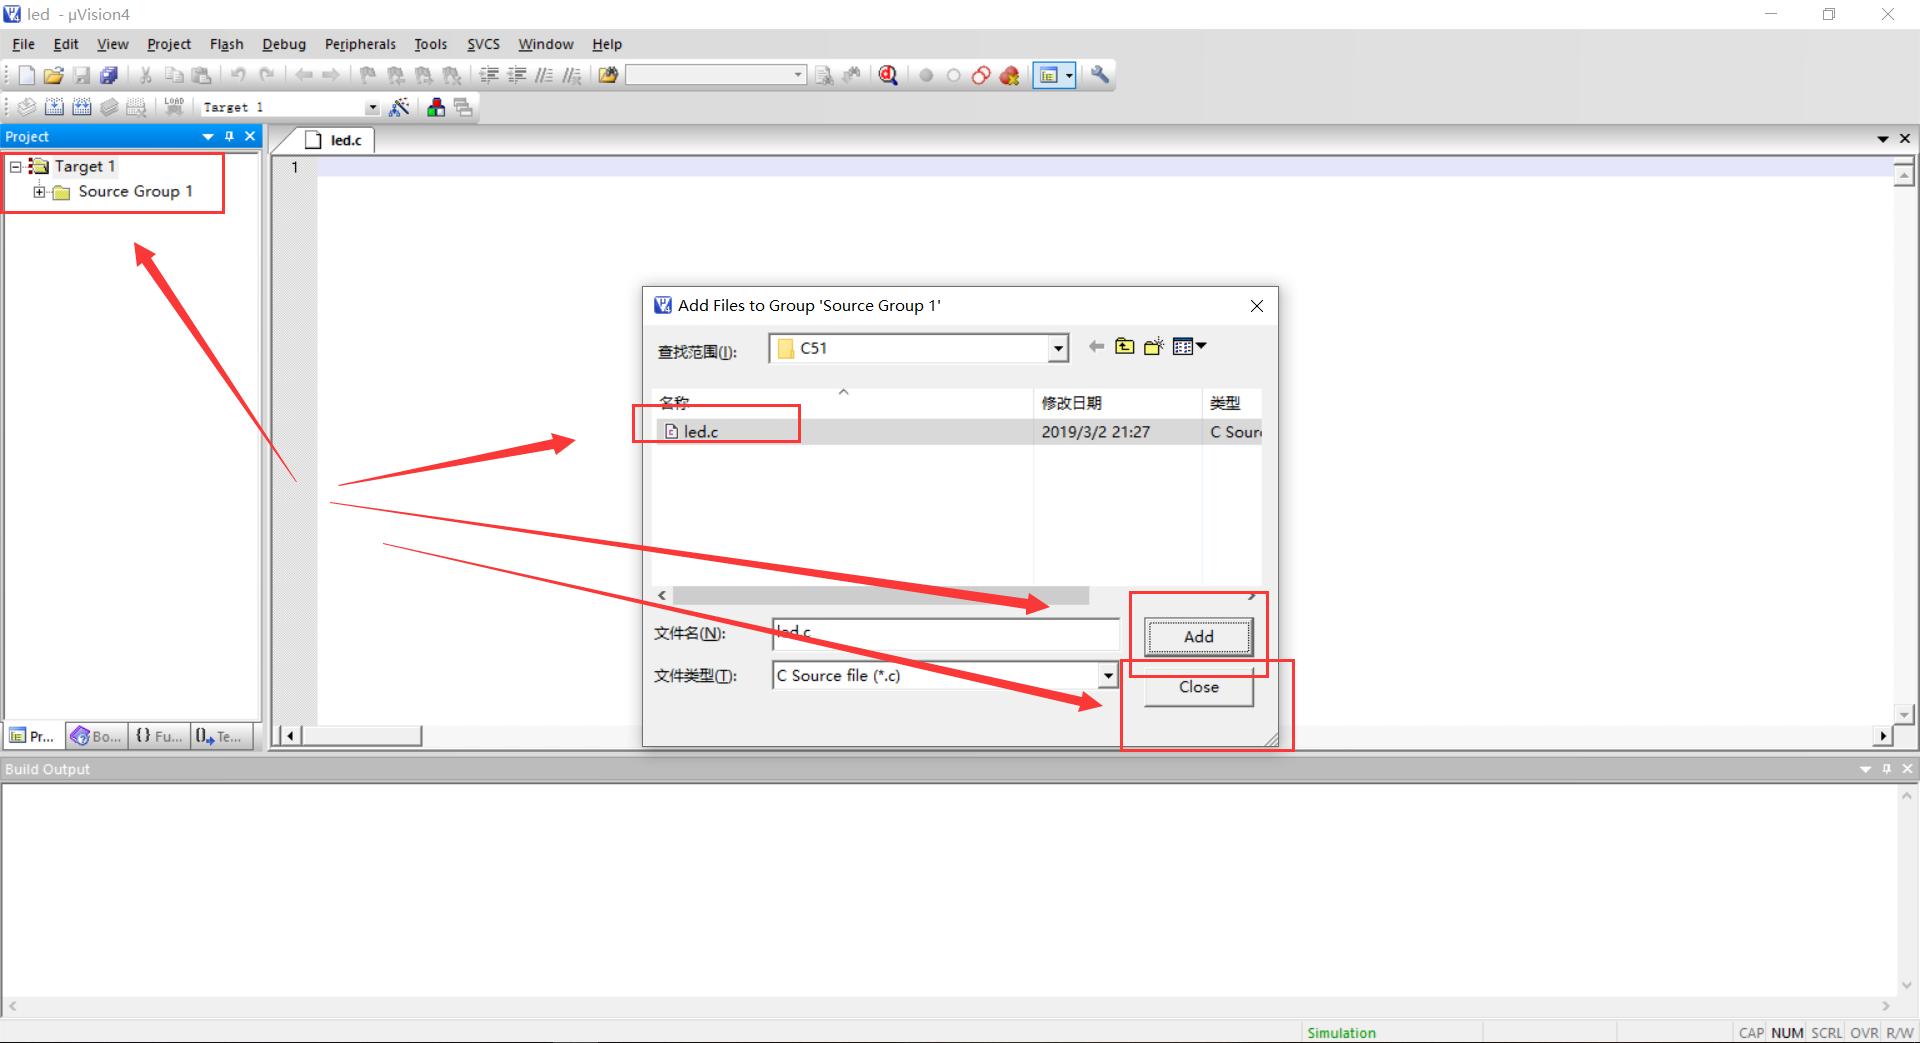 led - µVision4
File Edit View Project Flash Debug Peripherals Tools SVCS Window Help
LOAD Target 1
Project
led.c
Target 1
Source Group 1
1
Add Files to Group 'Source Group 1'
查找范围(I): C51
名称 修改日期 类型
led.c 2019/3/2 21:27 C Sour
文件名(N): led.c
Add
文件类型(T): C Source file (*.c)
Close
Pr... Bo... {} Fu... Te...
Build Output
Simulation CAP NUM SCRL OVR R/W